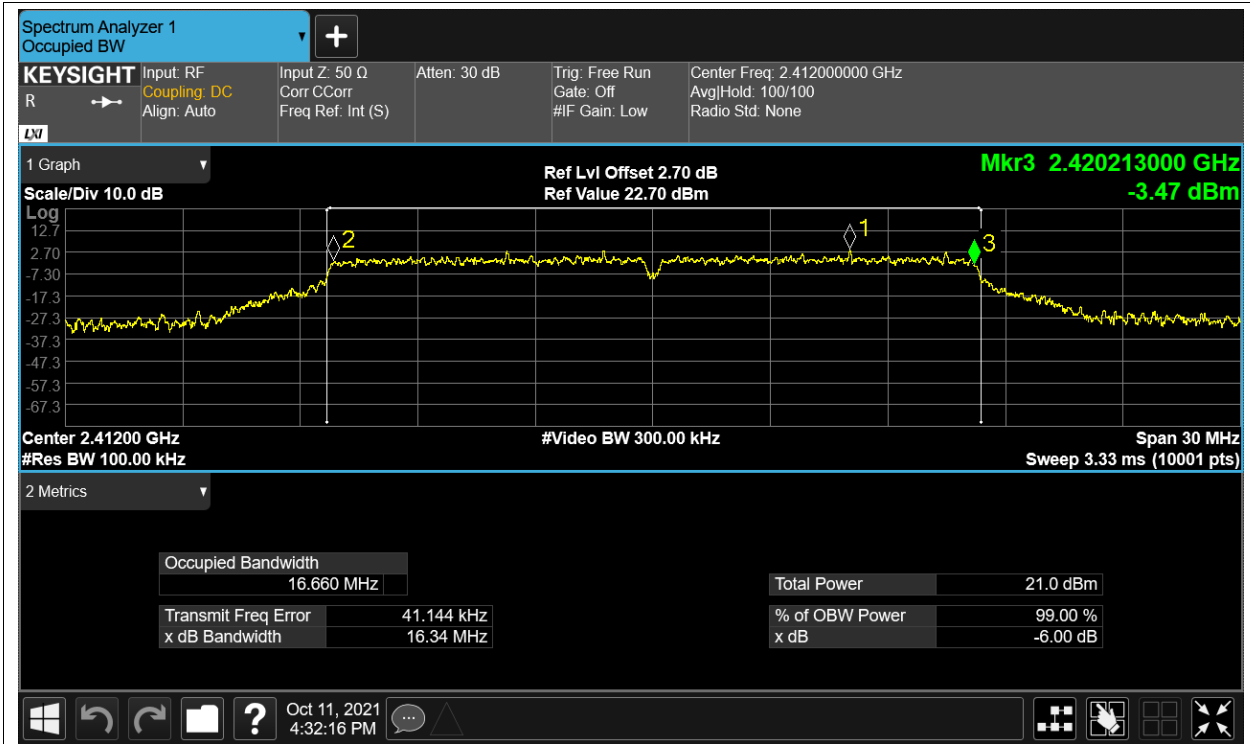 Spectrum Analyzer 1
Occupied BW
KEYSIGHT
R
LXI
Input: RF
Coupling: DC
Align: Auto
Input Z: 50 Ω
Corr CCorr
Freq Ref: Int (S)
Atten: 30 dB
Trig: Free Run
Gate: Off
#IF Gain: Low
Center Freq: 2.412000000 GHz
Avg|Hold: 100/100
Radio Std: None
1 Graph
Scale/Div 10.0 dB
Ref Lvl Offset 2.70 dB
Ref Value 22.70 dBm
Mkr3 2.420213000 GHz
-3.47 dBm
Log
12.7
2.70
-7.30
-17.3
-27.3
-37.3
-47.3
-57.3
-67.3
2
1
3
Center 2.41200 GHz
#Res BW 100.00 kHz
#Video BW 300.00 kHz
Span 30 MHz
Sweep 3.33 ms (10001 pts)
2 Metrics
Occupied Bandwidth
16.660 MHz
Transmit Freq Error 41.144 kHz
x dB Bandwidth 16.34 MHz
Total Power 21.0 dBm
% of OBW Power 99.00 %
x dB -6.00 dB
Oct 11, 2021
4:32:16 PM